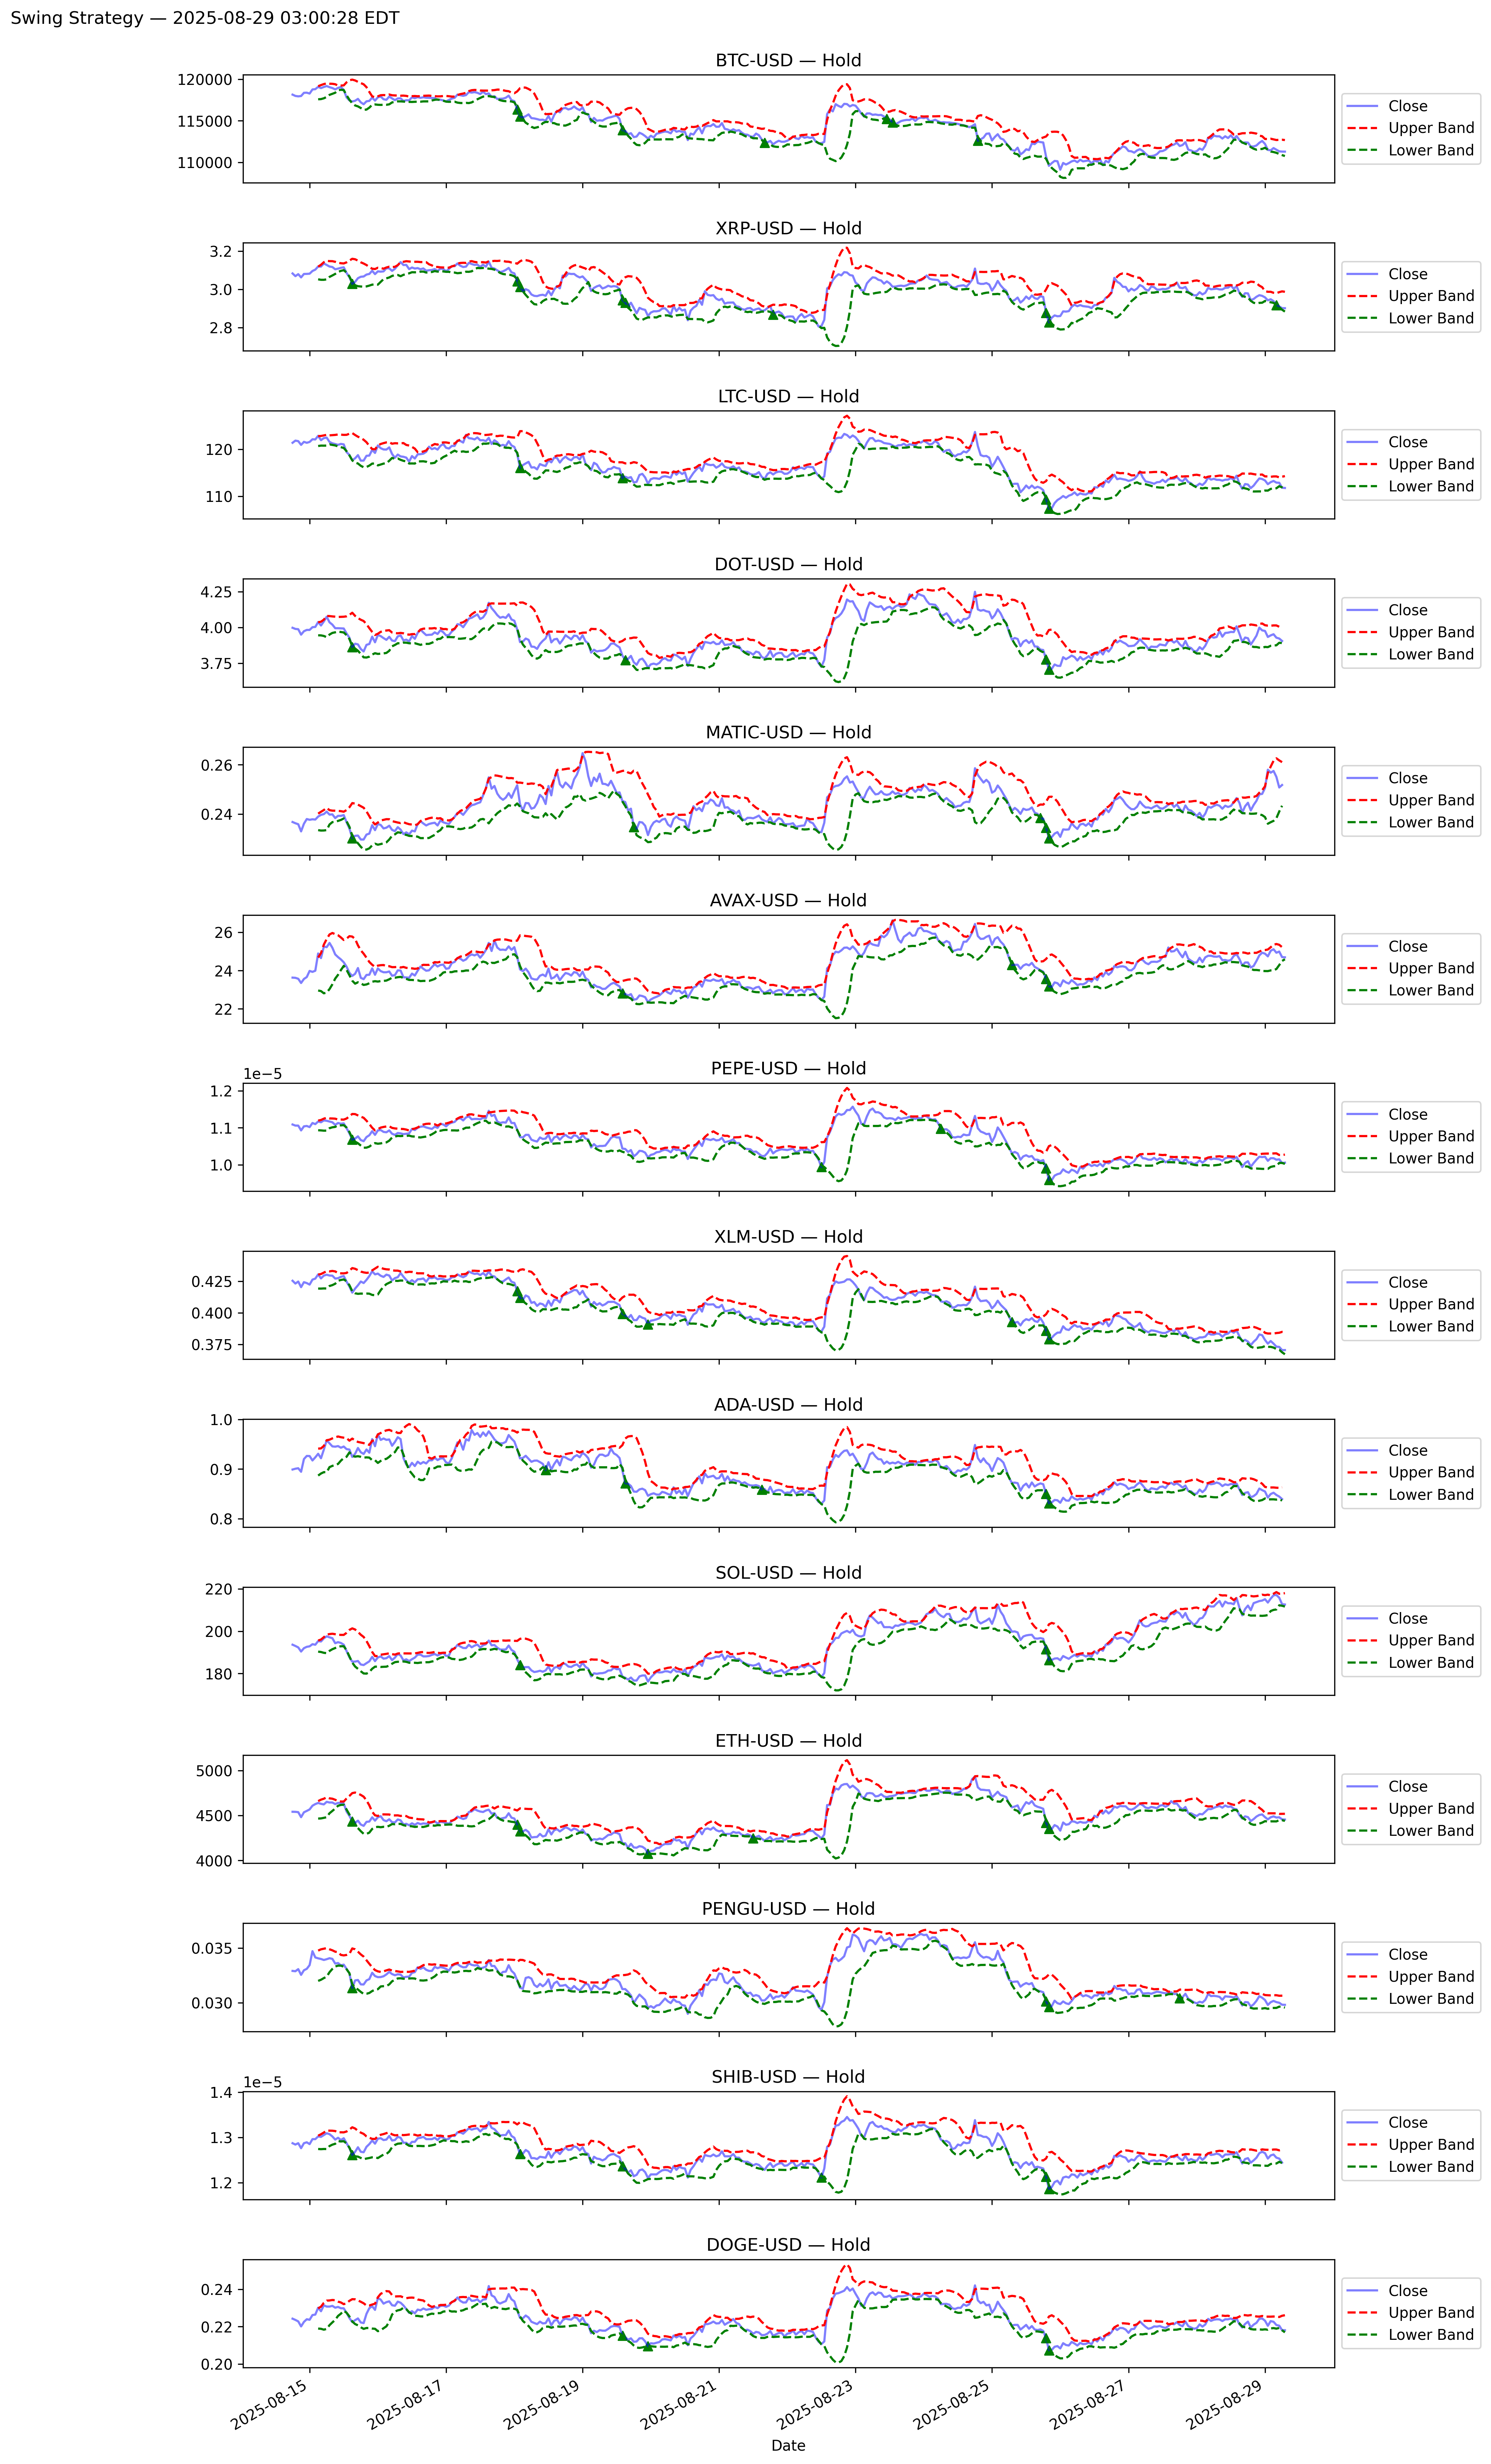 Swing Strategy — 2025-08-29 03:00:28 EDT
BTC-USD — Hold
120000
115000
110000
Close
Upper Band
Lower Band
XRP-USD — Hold
3.2
3.0
2.8
Close
Upper Band
Lower Band
LTC-USD — Hold
120
110
Close
Upper Band
Lower Band
DOT-USD — Hold
4.25
4.00
3.75
Close
Upper Band
Lower Band
MATIC-USD — Hold
0.26
0.24
Close
Upper Band
Lower Band
AVAX-USD — Hold
26
24
22
Close
Upper Band
Lower Band
PEPE-USD — Hold
1e−5
1.2
1.1
1.0
Close
Upper Band
Lower Band
XLM-USD — Hold
0.425
0.400
0.375
Close
Upper Band
Lower Band
ADA-USD — Hold
1.0
0.9
0.8
Close
Upper Band
Lower Band
SOL-USD — Hold
220
200
180
Close
Upper Band
Lower Band
ETH-USD — Hold
5000
4500
4000
Close
Upper Band
Lower Band
PENGU-USD — Hold
0.035
0.030
Close
Upper Band
Lower Band
SHIB-USD — Hold
1e−5
1.4
1.3
1.2
Close
Upper Band
Lower Band
DOGE-USD — Hold
0.24
0.22
0.20
Close
Upper Band
Lower Band
2025-08-15
2025-08-17
2025-08-19
2025-08-21
2025-08-23
2025-08-25
2025-08-27
2025-08-29
Date